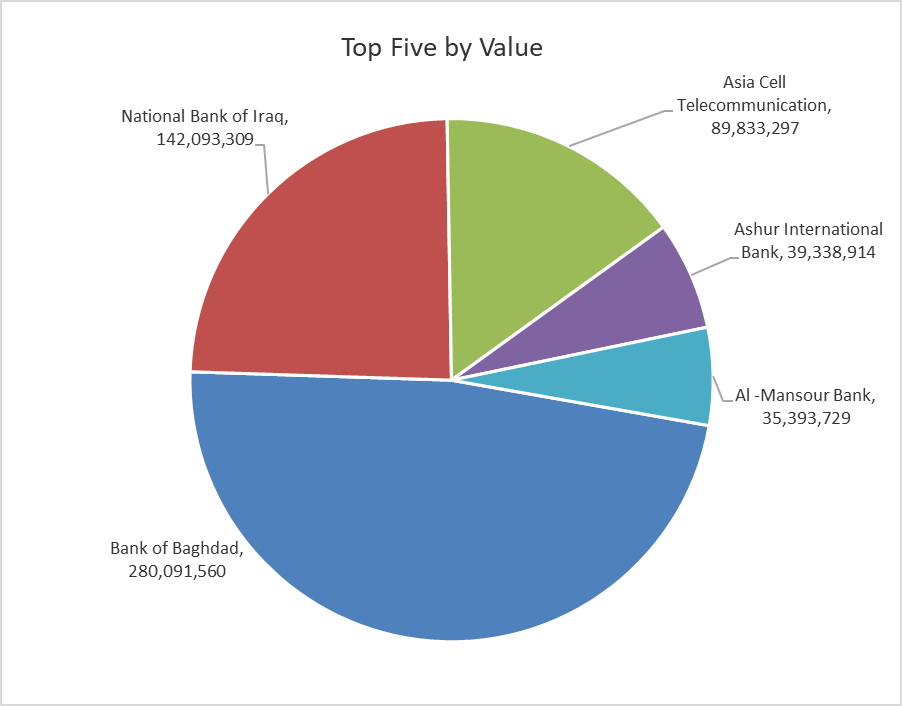 Top Five by Value
Asia Cell
Telecommunication,
89,833,297
National Bank of Iraq,
142,093,309
Ashur International
Bank, 39,338,914
Al -Mansour Bank,
35,393,729
Bank of Baghdad,
280,091,560